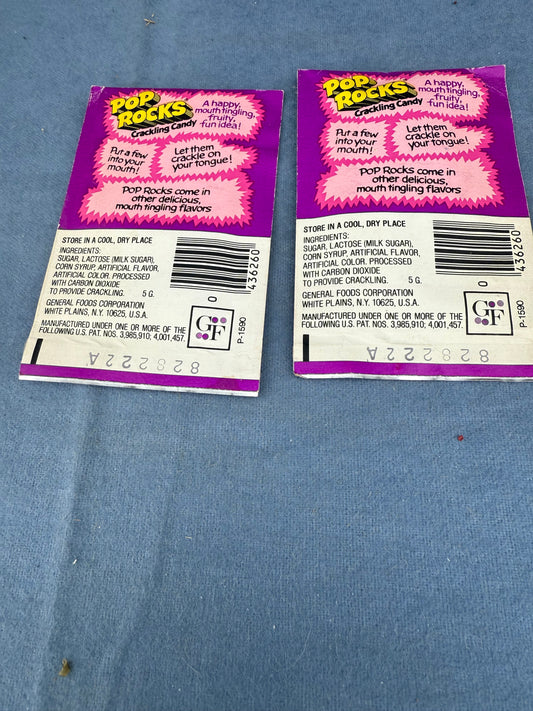 POP
ROCKS
Crackling Candy
A happy,
mouth tingling,
fruity,
fun idea!
Put a few
into your
mouth!
Let them
crackle on
your tongue!
POP Rocks come in
other delicious,
mouth tingling flavors
STORE IN A COOL, DRY PLACE
INGREDIENTS:
SUGAR, LACTOSE (MILK SUGAR),
CORN SYRUP, ARTIFICIAL FLAVOR,
ARTIFICIAL COLOR. PROCESSED
WITH CARBON DIOXIDE
TO PROVIDE CRACKLING. 5 G.
GENERAL FOODS CORPORATION
WHITE PLAINS, N.Y. 10625, U.S.A.
MANUFACTURED UNDER ONE OR MORE OF THE
FOLLOWING U.S. PAT. NOS. 3,985,910; 4,001,457.
0
436260
GF
P-1590
828222A
POP
ROCKS
Crackling Candy
A happy,
mouth tingling,
fruity,
fun idea!
Put a few
into your
mouth!
Let them
crackle on
your tongue!
POP Rocks come in
other delicious,
mouth tingling flavors
STORE IN A COOL, DRY PLACE
INGREDIENTS:
SUGAR, LACTOSE (MILK SUGAR),
CORN SYRUP, ARTIFICIAL FLAVOR,
ARTIFICIAL COLOR. PROCESSED
WITH CARBON DIOXIDE
TO PROVIDE CRACKLING. 5 G.
GENERAL FOODS CORPORATION
WHITE PLAINS, N.Y. 10625, U.S.A.
MANUFACTURED UNDER ONE OR MORE OF THE
FOLLOWING U.S. PAT. NOS. 3,985,910; 4,001,457.
0
436260
GF
P-1590
828222A